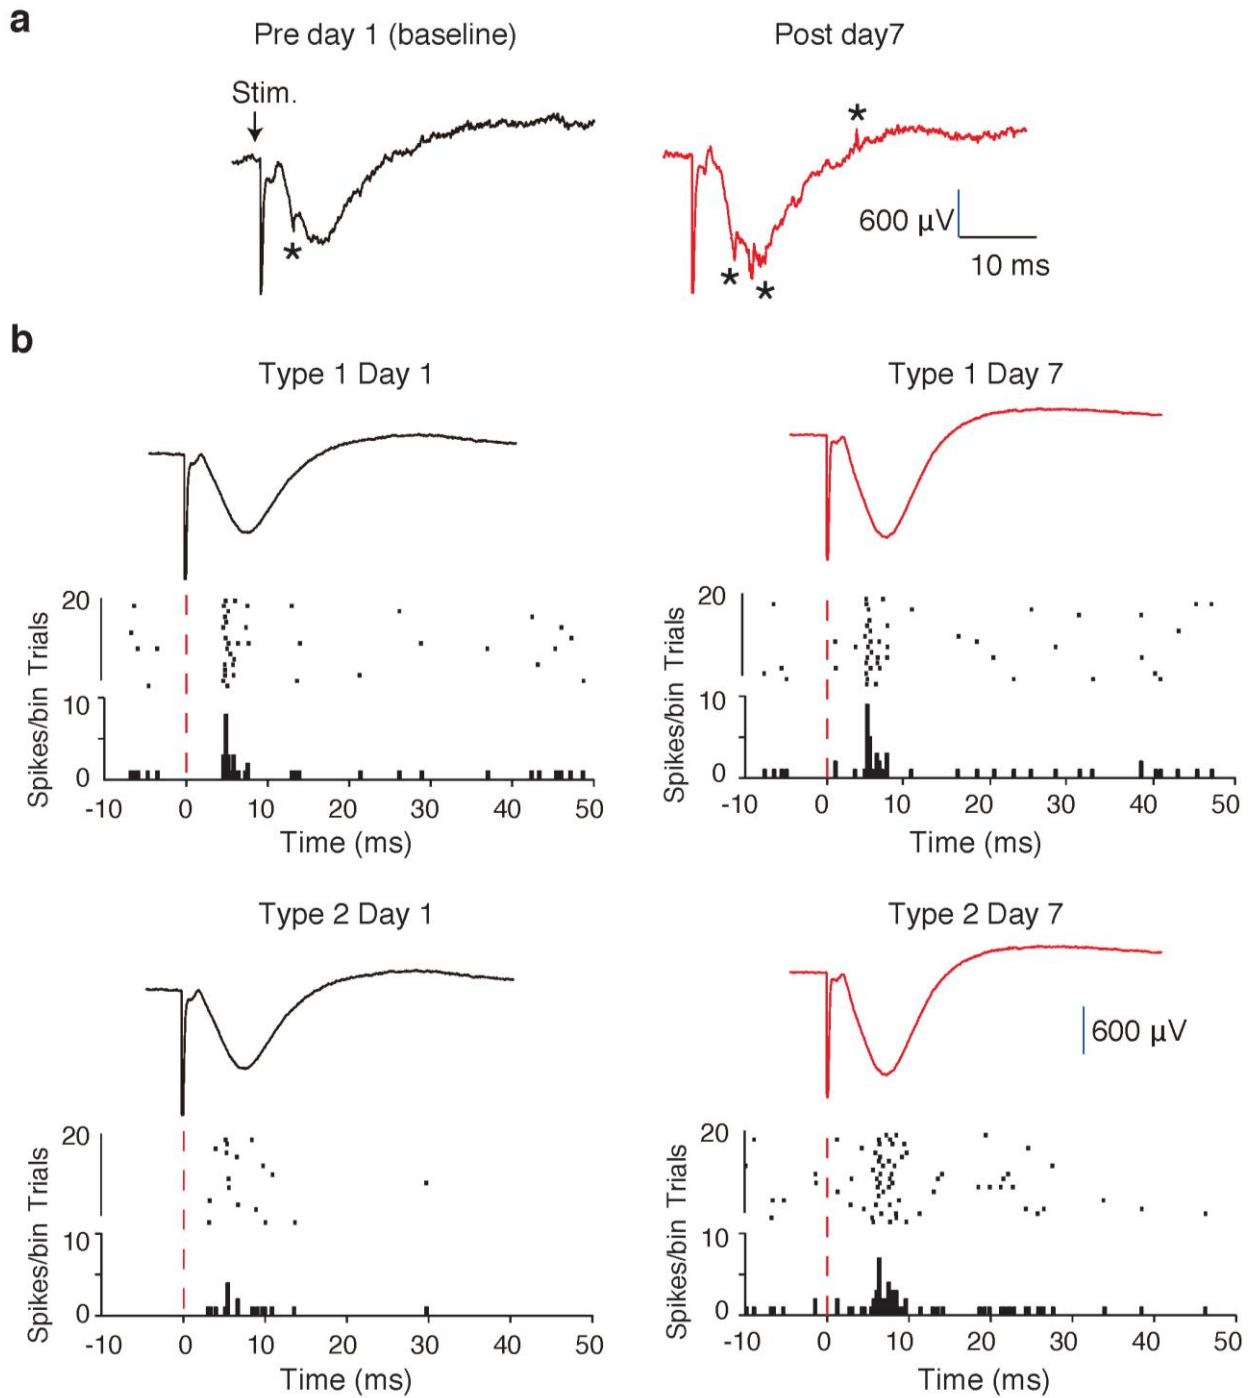 a
Pre day 1 (baseline)
Post day7
Stim.
*
*
*
*
600 µV
10 ms
b
Type 1 Day 1
Type 1 Day 7
20
Trials
10
Spikes/bin
0
-10 0 10 20 30 40 50
Time (ms)
20
Trials
10
Spikes/bin
0
-10 0 10 20 30 40 50
Time (ms)
Type 2 Day 1
Type 2 Day 7
600 µV
20
Trials
10
Spikes/bin
0
-10 0 10 20 30 40 50
Time (ms)
20
Trials
10
Spikes/bin
0
-10 0 10 20 30 40 50
Time (ms)